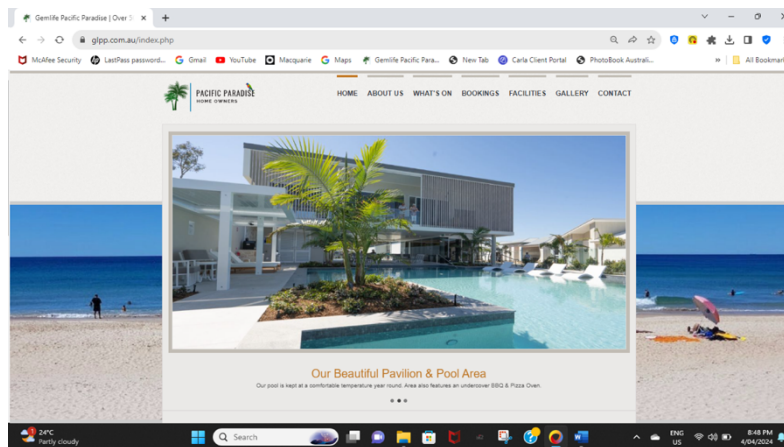 Gemlife Pacific Paradise | Over 5
glpp.com.au/index.php
McAfee Security
LastPass password...
Gmail
YouTube
Macquarie
Maps
Gemlife Pacific Para...
New Tab
Carla Client Portal
PhotoBook Australi...
All Bookmar
PACIFIC PARADISE
HOME OWNERS
HOME ABOUT US WHAT'S ON BOOKINGS FACILITIES GALLERY CONTACT
Our Beautiful Pavilion & Pool Area
Our pool is kept at a comfortable temperature year round. Area also features an undercover BBQ & Pizza Oven.
24°C
Partly cloudy
Search
ENG
US
8:48 PM
4/04/2024